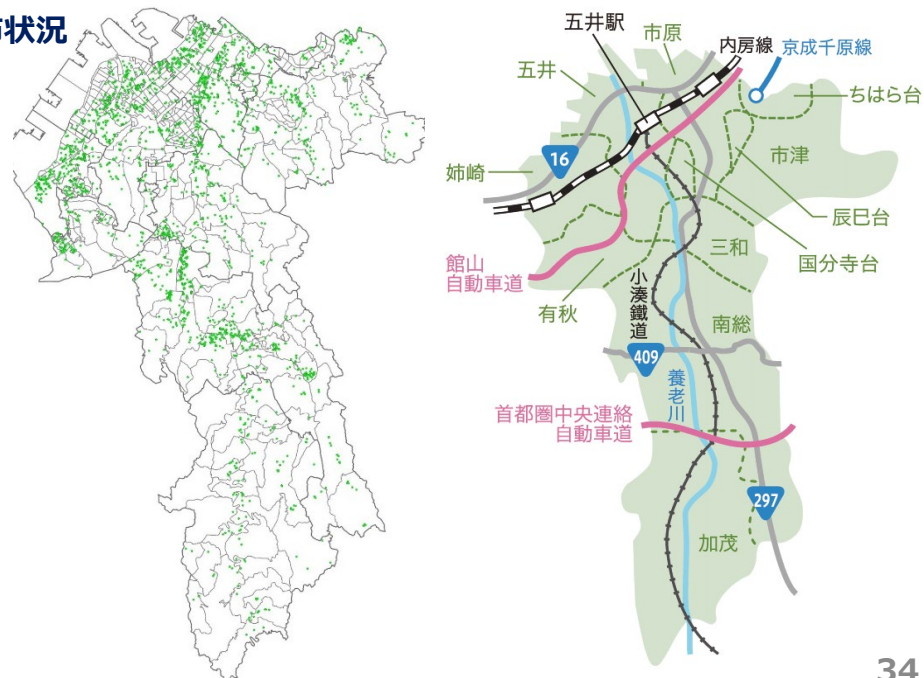 状況
五井駅
市原
内房線
京成千原線
五井
ちはら台
16
市津
姉崎
辰巳台
三和
国分寺台
館山
自動車道
有秋
小湊鐵道
南総
409
養老川
首都圏中央連絡
自動車道
297
加茂
34